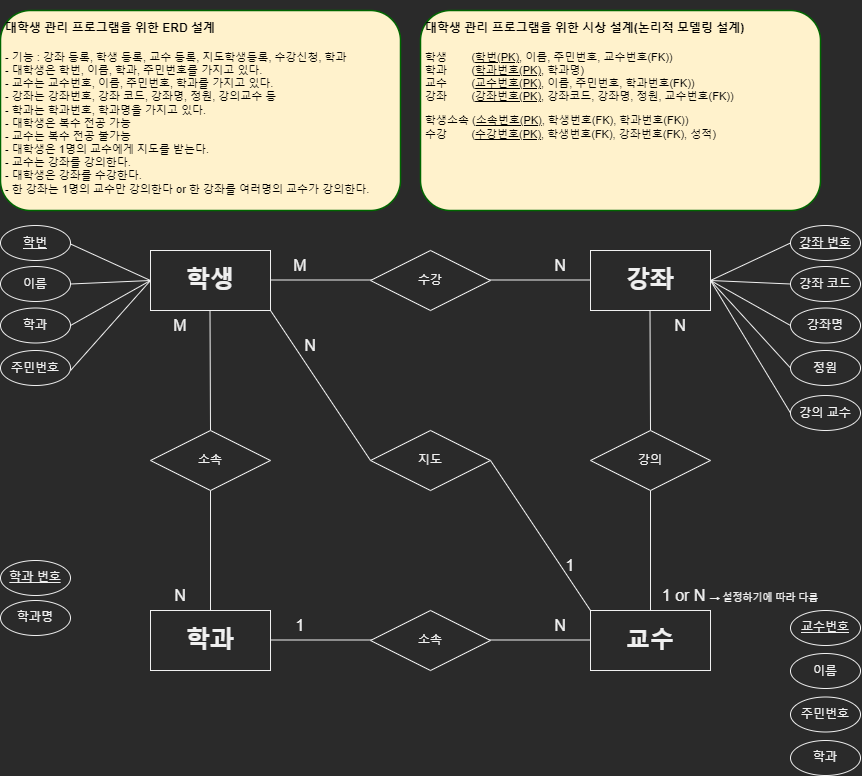 대학생 관리 프로그램을 위한 ERD 설계
- 기능 : 강좌 등록, 학생 등록, 교수 등록, 지도학생등록, 수강신청, 학과
- 대학생은 학번, 이름, 학과, 주민번호를 가지고 있다.
- 교수는 교수번호, 이름, 주민번호, 학과를 가지고 있다.
- 강좌는 강좌번호, 강좌 코드, 강좌명, 정원, 강의교수 등
- 학과는 학과번호, 학과명을 가지고 있다.
- 대학생은 복수 전공 가능
- 교수는 복수 전공 불가능
- 대학생은 1명의 교수에게 지도를 받는다.
- 교수는 강좌를 강의한다.
- 대학생은 강좌를 수강한다.
- 한 강좌는 1명의 교수만 강의한다 or 한 강좌를 여러명의 교수가 강의한다.
대학생 관리 프로그램을 위한 시상 설계(논리적 모델링 설계)
학생 (학번(PK), 이름, 주민번호, 교수번호(FK))
학과 (학과번호(PK), 학과명)
교수 (교수번호(PK), 이름, 주민번호, 학과번호(FK))
강좌 (강좌번호(PK), 강좌코드, 강좌명, 정원, 교수번호(FK))
학생소속 (소속번호(PK), 학생번호(FK), 학과번호(FK))
수강 (수강번호(PK), 학생번호(FK), 강좌번호(FK), 성적)
학번
이름
학과
주민번호
학생
M
수강
N
강좌
강좌 번호
강좌 코드
강좌명
정원
강의 교수
M
N
N
소속
지도
강의
학과 번호
학과명
N
1
1 or N → 설정하기에 따라 다름
학과
1
소속
N
교수
교수번호
이름
주민번호
학과